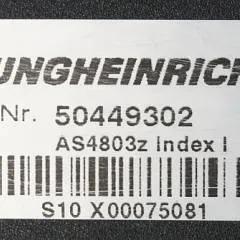 UNGHEINRICH
Nr. 50449302
AS4803z Index I
S10 X00075081